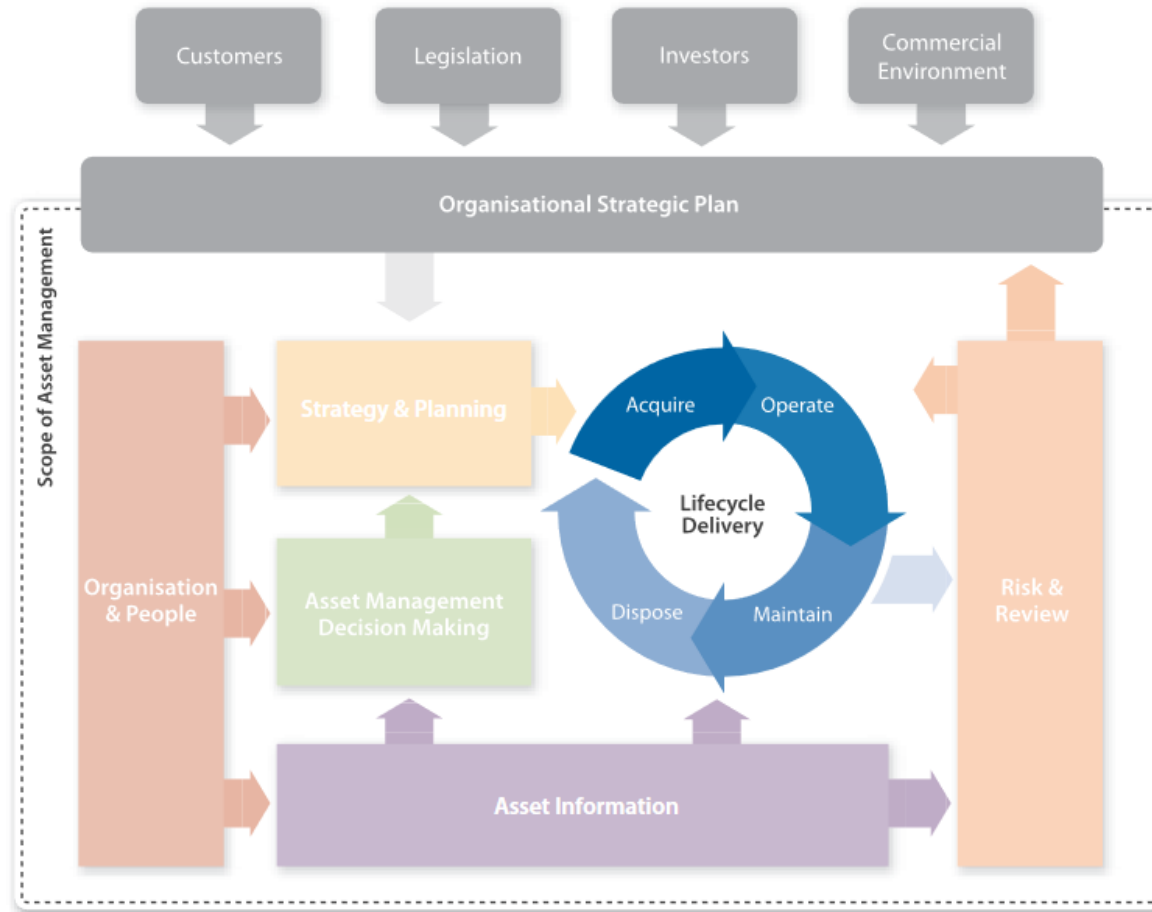 Customers
Legislation
Investors
Commercial
Environment
Organisational Strategic Plan
Scope of Asset Management
Strategy & Planning
Acquire
Operate
Lifecycle
Delivery
Organisation
& People
Asset Management
Decision Making
Dispose
Maintain
Risk &
Review
Asset Information